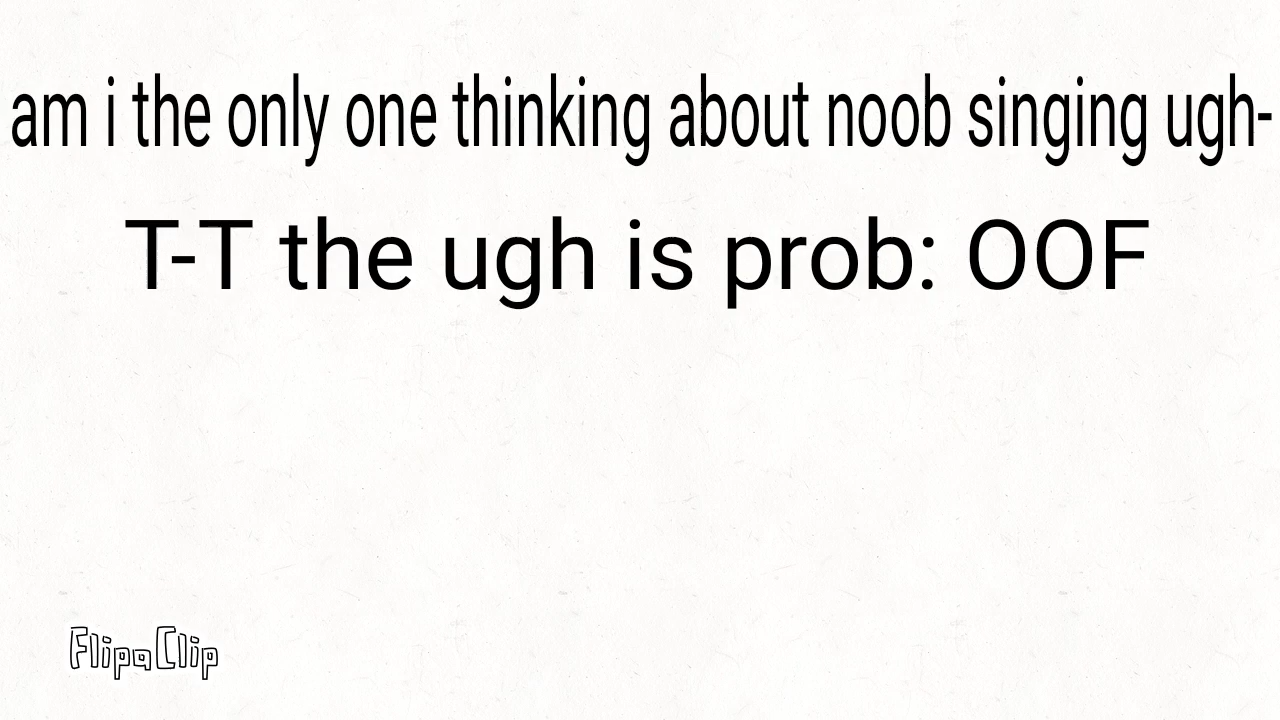 am i the only one thinking about noob singing ugh-
T-T the ugh is prob: OOF
FlipaClip